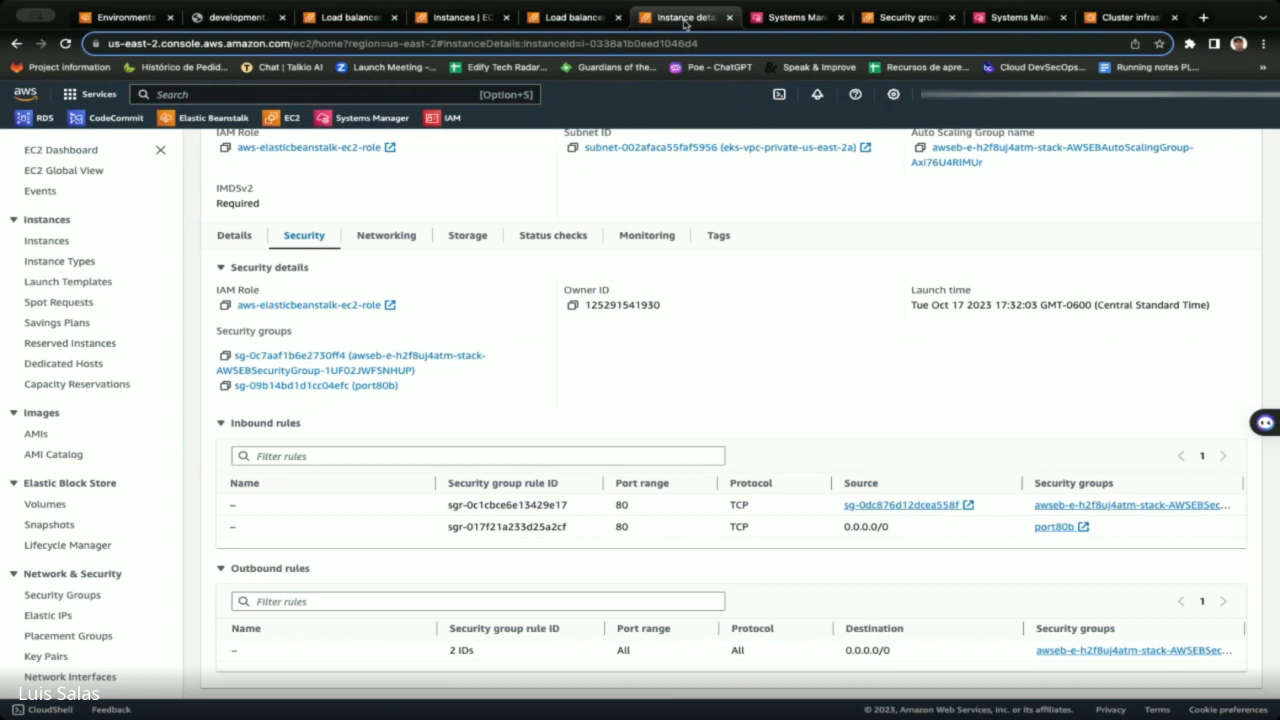 Environments
development.
Load balance
Instances | EC
Load balance
Instance deta
Systems Man
Security grou
Systems Man
Cluster infras
us-east-2.console.aws.amazon.com/ec2/home?region=us-east-2#InstanceDetails:instanceId=i-0338a1b0eed1046d4
Project information
Histórico de Pedid...
Chat | Talkio AI
Launch Meeting -...
Edify Tech Radar...
Guardians of the...
Poe - ChatGPT
Speak & Improve
Recursos de apre...
Cloud DevSecOps...
Running notes PL...
»
aws
Services
Search
[Option+S]
RDS
CodeCommit
Elastic Beanstalk
EC2
Systems Manager
IAM
EC2 Dashboard
EC2 Global View
Events
Instances
Instances
Instance Types
Launch Templates
Spot Requests
Savings Plans
Reserved Instances
Dedicated Hosts
Capacity Reservations
Images
AMIs
AMI Catalog
Elastic Block Store
Volumes
Snapshots
Lifecycle Manager
Network & Security
Security Groups
Elastic IPs
Placement Groups
Key Pairs
Network Interfaces
IAM Role
aws-elasticbeanstalk-ec2-role
Subnet ID
subnet-002afaca55faf5956 (eks-vpc-private-us-east-2a)
Auto Scaling Group name
awseb-e-h2f8uj4atm-stack-AWSEBAutoScalingGroup-
Axi76U4RlMUr
IMDSv2
Required
Details
Security
Networking
Storage
Status checks
Monitoring
Tags
Security details
IAM Role
aws-elasticbeanstalk-ec2-role
Owner ID
125291541930
Launch time
Tue Oct 17 2023 17:32:03 GMT-0600 (Central Standard Time)
Security groups
sg-0c7aaf1b6e2730ff4 (awseb-e-h2f8uj4atm-stack-
AWSEBSecurityGroup-1UF02JWFSNHUP)
sg-09b14bd1d1cc04efc (port80b)
Inbound rules
Filter rules
1
Name
Security group rule ID
Port range
Protocol
Source
Security groups
–
sgr-0c1cbce6e13429e17
80
TCP
sg-0dc876d12dcea558f
awseb-e-h2f8uj4atm-stack-AWSEBSec...
–
sgr-017f21a233d25a2cf
80
TCP
0.0.0.0/0
port80b
Outbound rules
Filter rules
1
Name
Security group rule ID
Port range
Protocol
Destination
Security groups
–
2 IDs
All
All
0.0.0.0/0
awseb-e-h2f8uj4atm-stack-AWSEBSec...
Luis Salas
CloudShell
Feedback
© 2023, Amazon Web Services, Inc. or its affiliates.
Privacy
Terms
Cookie preferences